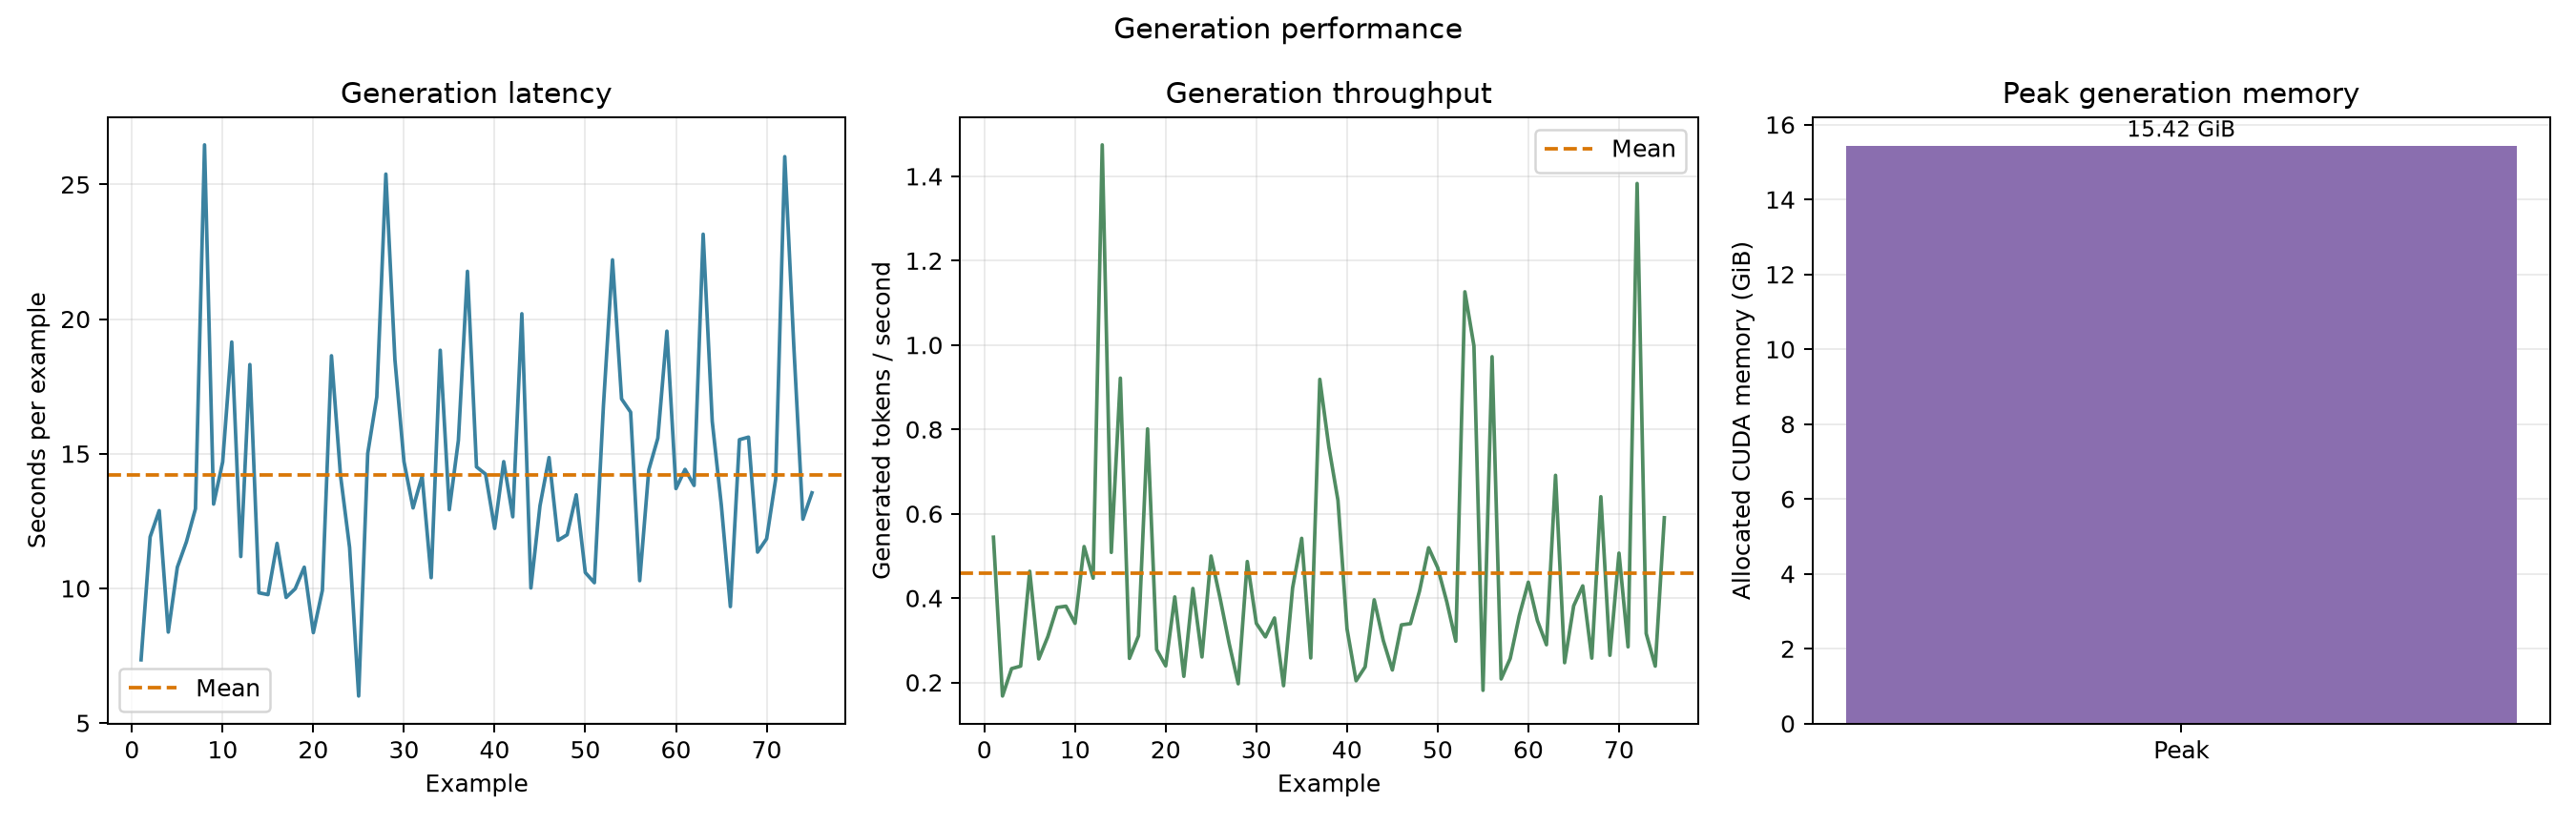 Generation performance
Generation latency
Seconds per example
25
20
15
10
5
0 10 20 30 40 50 60 70
Example
Mean
Generation throughput
Generated tokens / second
1.4
1.2
1.0
0.8
0.6
0.4
0.2
0 10 20 30 40 50 60 70
Example
Mean
Peak generation memory
Allocated CUDA memory (GiB)
16
14
12
10
8
6
4
2
0
15.42 GiB
Peak